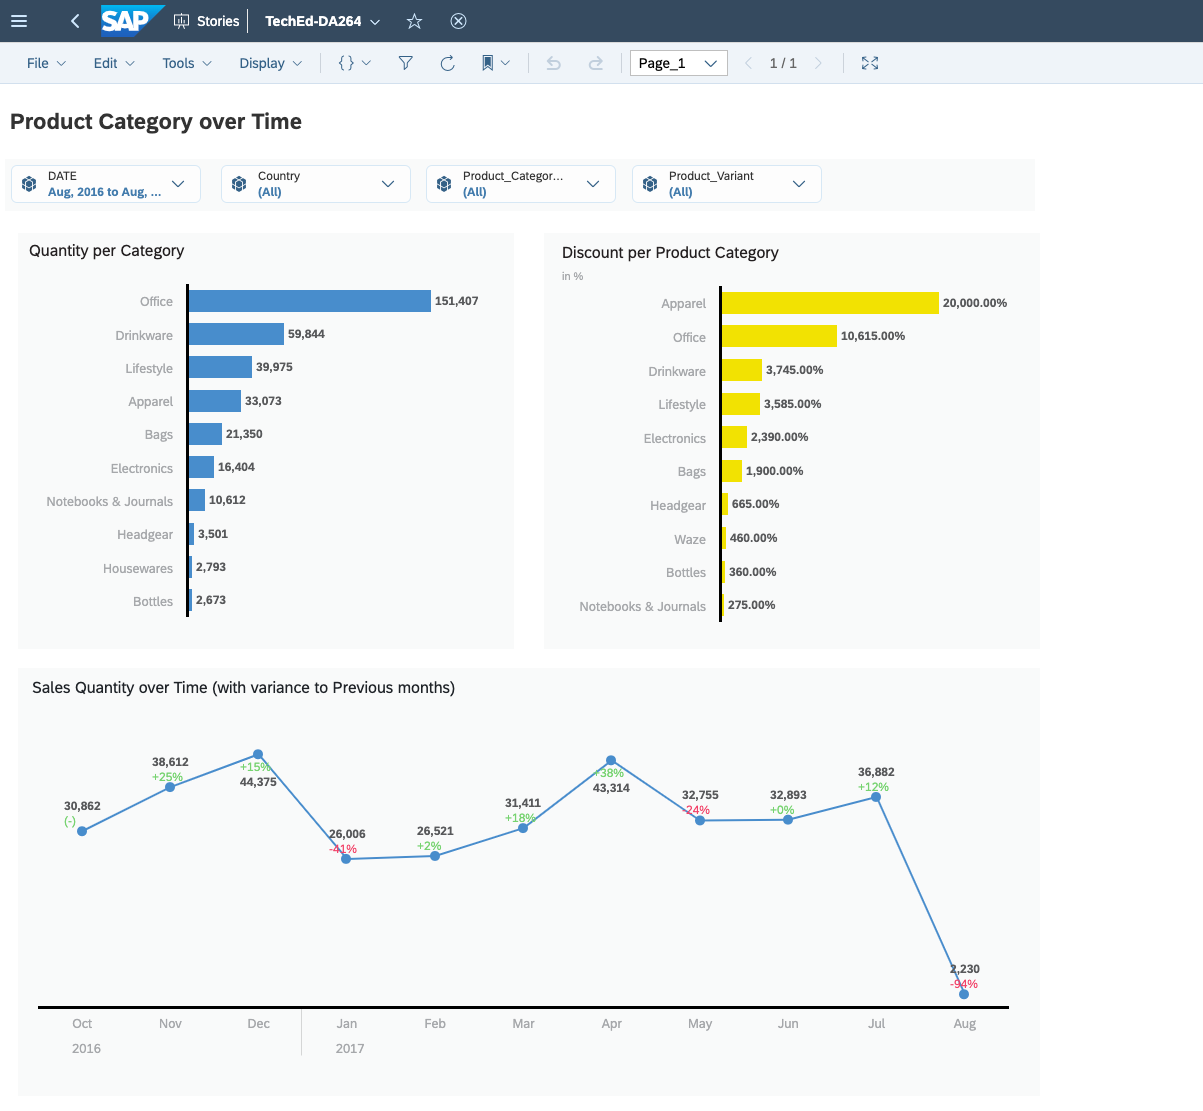 SAP Stories TechEd-DA264
File Edit Tools Display {} Page_1 1 / 1
Product Category over Time
DATE
Aug, 2016 to Aug, ...
Country
(All)
Product_Categor...
(All)
Product_Variant
(All)
Quantity per Category
Office 151,407
Drinkware 59,844
Lifestyle 39,975
Apparel 33,073
Bags 21,350
Electronics 16,404
Notebooks & Journals 10,612
Headgear 3,501
Housewares 2,793
Bottles 2,673
Discount per Product Category
in %
Apparel 20,000.00%
Office 10,615.00%
Drinkware 3,745.00%
Lifestyle 3,585.00%
Electronics 2,390.00%
Bags 1,900.00%
Headgear 665.00%
Waze 460.00%
Bottles 360.00%
Notebooks & Journals 275.00%
Sales Quantity over Time (with variance to Previous months)
30,862
(-)
38,612
+25%
+15%
44,375
26,006
-41%
26,521
+2%
31,411
+18%
+38%
43,314
32,755
-24%
32,893
+0%
36,882
+12%
2,230
-94%
Oct Nov Dec Jan Feb Mar Apr May Jun Jul Aug
2016 2017